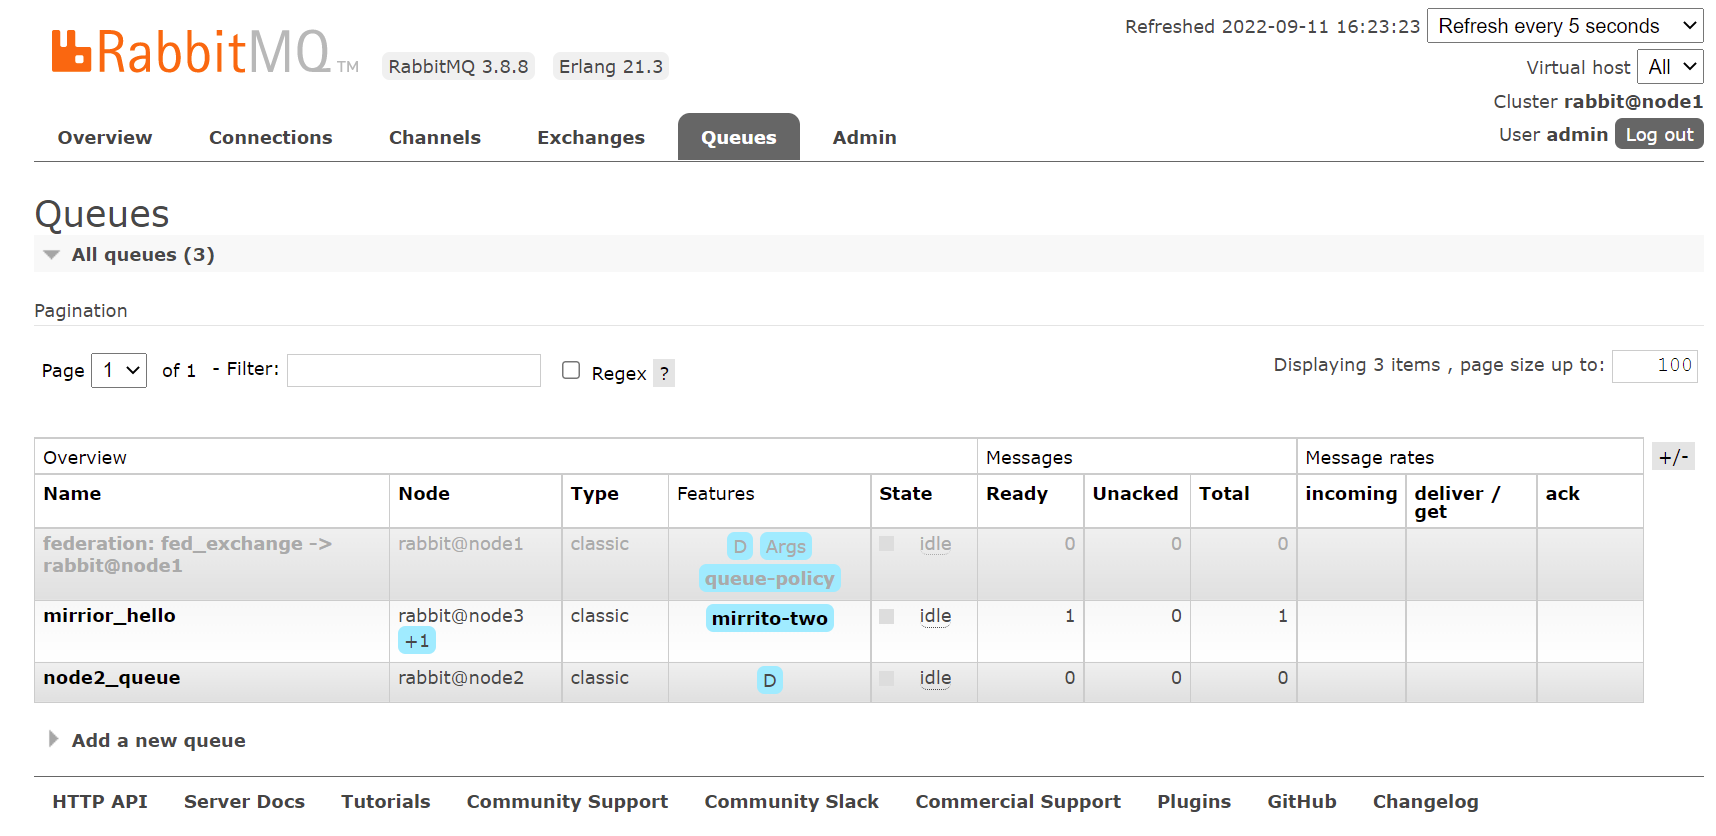 Refreshed 2022-09-11 16:23:23 Refresh every 5 seconds
RabbitMQ TM RabbitMQ 3.8.8 Erlang 21.3
Virtual host All
Cluster rabbit@node1
User admin Log out
Overview Connections Channels Exchanges Queues Admin
Queues
All queues (3)
Pagination
Page 1 of 1 - Filter: Regex ? Displaying 3 items , page size up to: 100
Overview Messages Message rates +/-
Name Node Type Features State Ready Unacked Total incoming deliver / get ack
federation: fed_exchange -> rabbit@node1 classic D Args idle 0 0 0
rabbit@node1 queue-policy
mirrior_hello rabbit@node3 classic mirrito-two idle 1 0 1
+1
node2_queue rabbit@node2 classic D idle 0 0 0
Add a new queue
HTTP API Server Docs Tutorials Community Support Community Slack Commercial Support Plugins GitHub Changelog